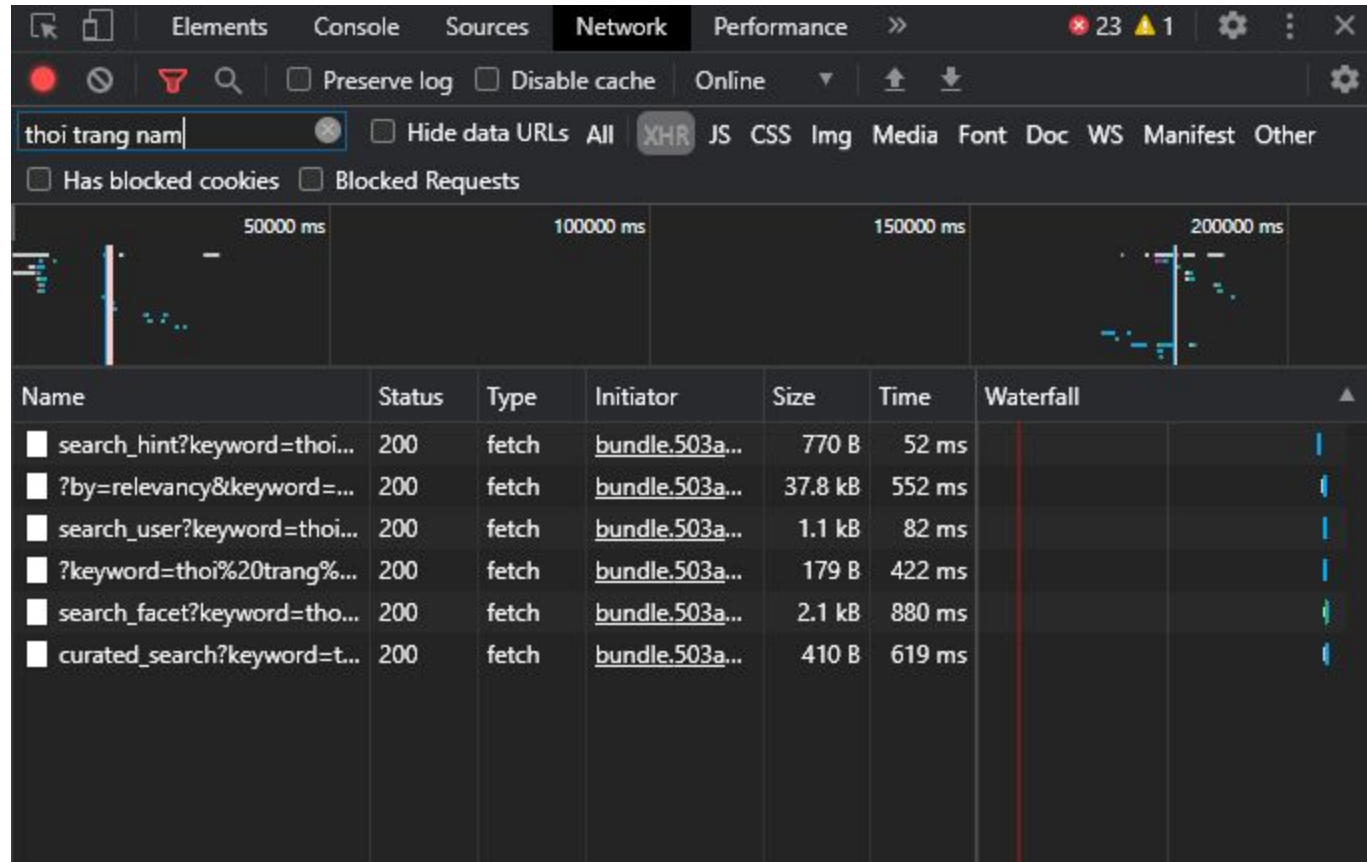 Elements Console Sources Network Performance » 23 1
Preserve log Disable cache Online
thoi trang nam Hide data URLs All XHR JS CSS Img Media Font Doc WS Manifest Other
Has blocked cookies Blocked Requests
50000 ms 100000 ms 150000 ms 200000 ms
Name Status Type Initiator Size Time Waterfall
search_hint?keyword=thoi... 200 fetch bundle.503a... 770 B 52 ms
?by=relevancy&keyword=... 200 fetch bundle.503a... 37.8 kB 552 ms
search_user?keyword=thoi... 200 fetch bundle.503a... 1.1 kB 82 ms
?keyword=thoi%20trang%... 200 fetch bundle.503a... 179 B 422 ms
search_facet?keyword=tho... 200 fetch bundle.503a... 2.1 kB 880 ms
curated_search?keyword=t... 200 fetch bundle.503a... 410 B 619 ms